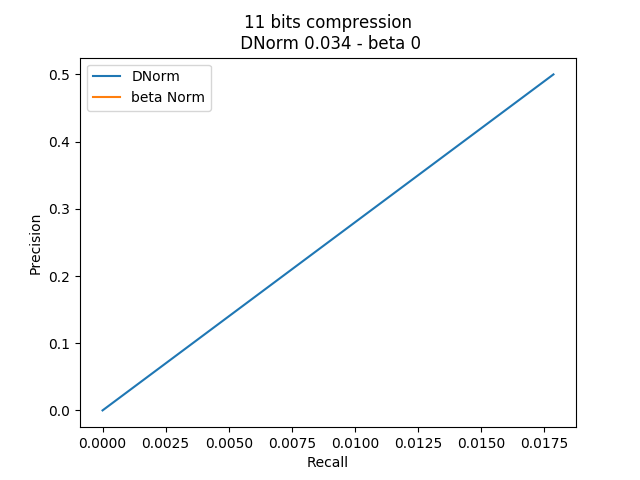 11 bits compression
DNorm 0.034 - beta 0
DNorm
beta Norm
0.5
0.4
0.3
0.2
0.1
0.0
Precision
0.0000 0.0025 0.0050 0.0075 0.0100 0.0125 0.0150 0.0175
Recall